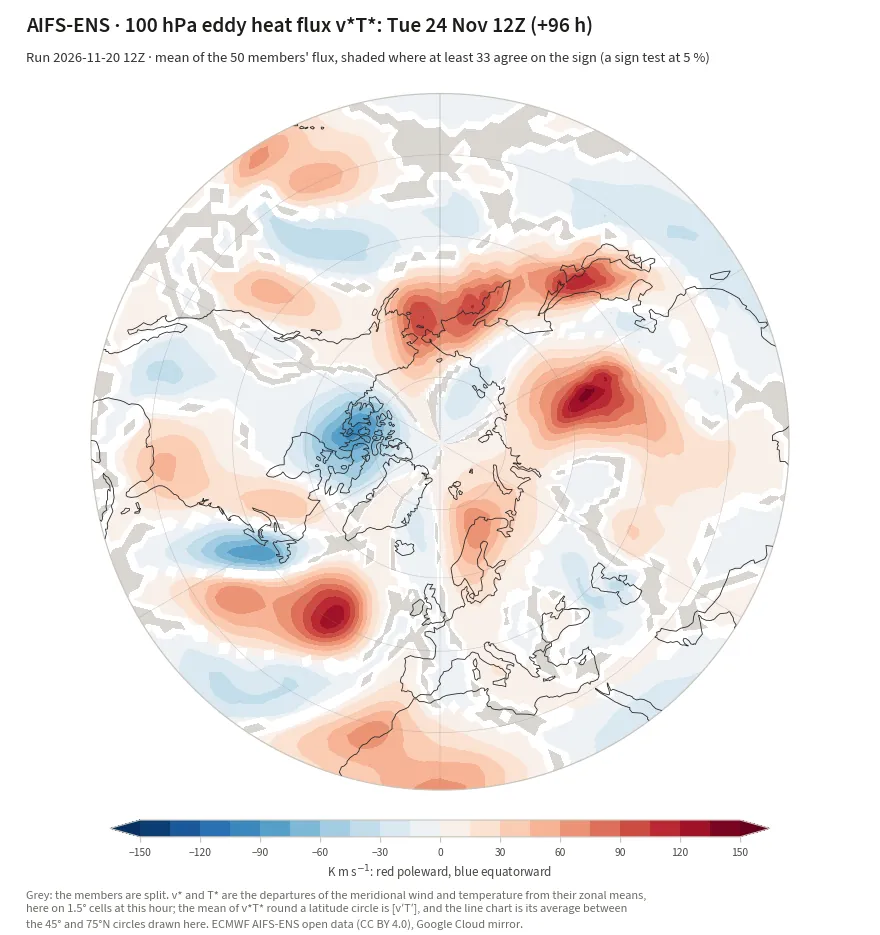 AIFS-ENS · 100 hPa eddy heat flux v*T*: Tue 24 Nov 12Z (+96 h)
Run 2026-11-20 12Z · mean of the 50 members' flux, shaded where at least 33 agree on the sign (a sign test at 5 %)
−150 −120 −90 −60 −30 0 30 60 90 120 150
K m s⁻¹: red poleward, blue equatorward
Grey: the members are split. v* and T* are the departures of the meridional wind and temperature from their zonal means,
here on 1.5° cells at this hour; the mean of v*T* round a latitude circle is [v'T'], and the line chart is its average between
the 45° and 75°N circles drawn here. ECMWF AIFS-ENS open data (CC BY 4.0), Google Cloud mirror.